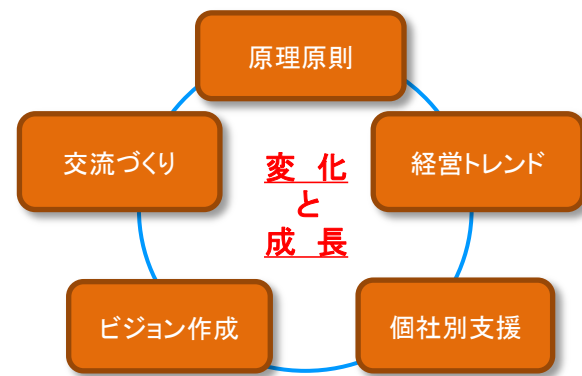 原理原則
交流づくり
経営トレンド
変 化
と
成 長
ビジョン作成
個社別支援